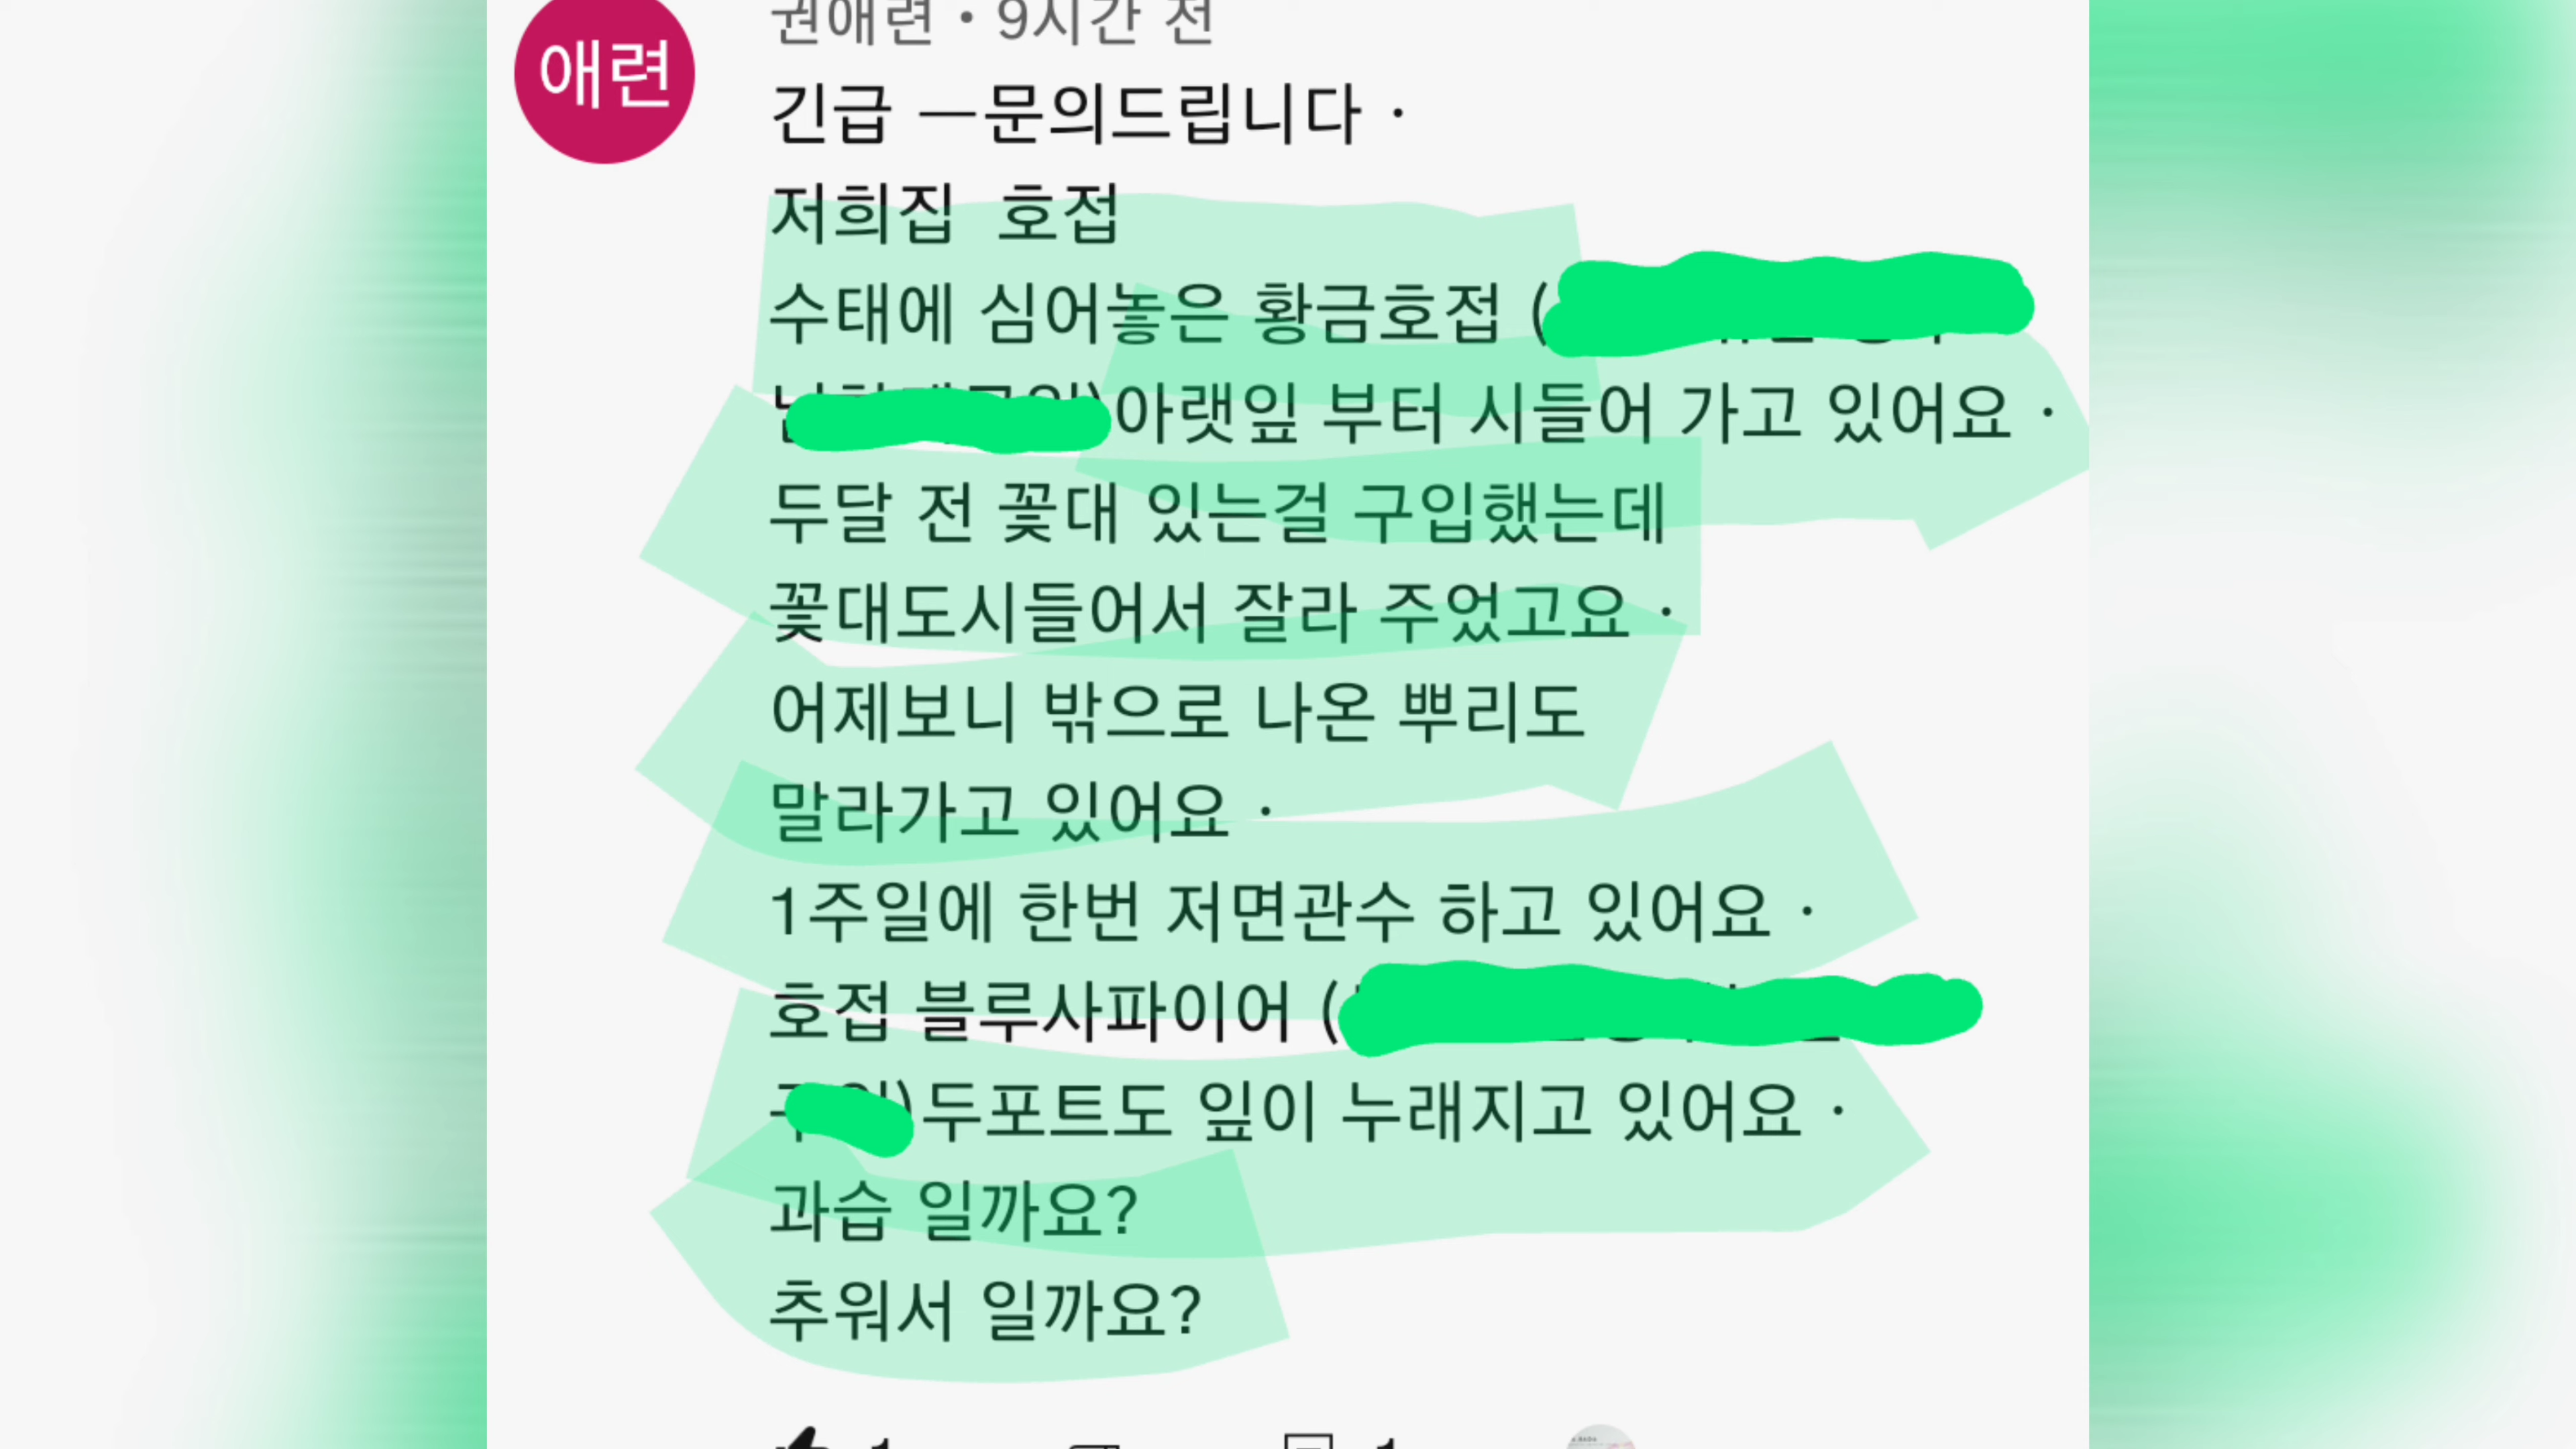 애련
권애련 · 9시간 전
긴급 —문의드립니다 ·
저희집 호접
수태에 심어놓은 황금호접 (
)아랫잎 부터 시들어 가고 있어요 ·
두달 전 꽃대 있는걸 구입했는데
꽃대도시들어서 잘라 주었고요 ·
어제보니 밖으로 나온 뿌리도
말라가고 있어요 ·
1주일에 한번 저면관수 하고 있어요 ·
호접 블루사파이어 (
)두포트도 잎이 누래지고 있어요 ·
과습 일까요?
추워서 일까요?
1 1